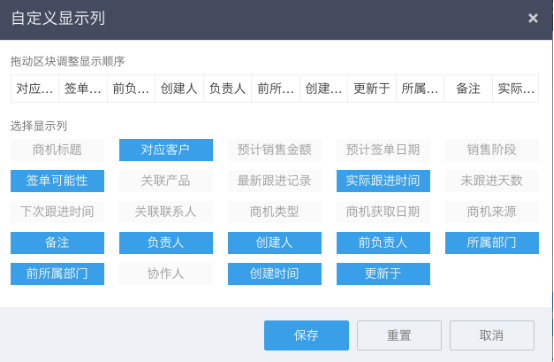 自定义显示列 ×
拖动区块调整显示顺序
对应... 签单... 前负... 创建人 负责人 前所... 创建... 更新于 所属... 备注 实际...
选择显示列
商机标题 对应客户 预计销售金额 预计签单日期 销售阶段
签单可能性 关联产品 最新跟进记录 实际跟进时间 未跟进天数
下次跟进时间 关联联系人 商机类型 商机获取日期 商机来源
备注 负责人 创建人 前负责人 所属部门
前所属部门 协作人 创建时间 更新于
保存 重置 取消